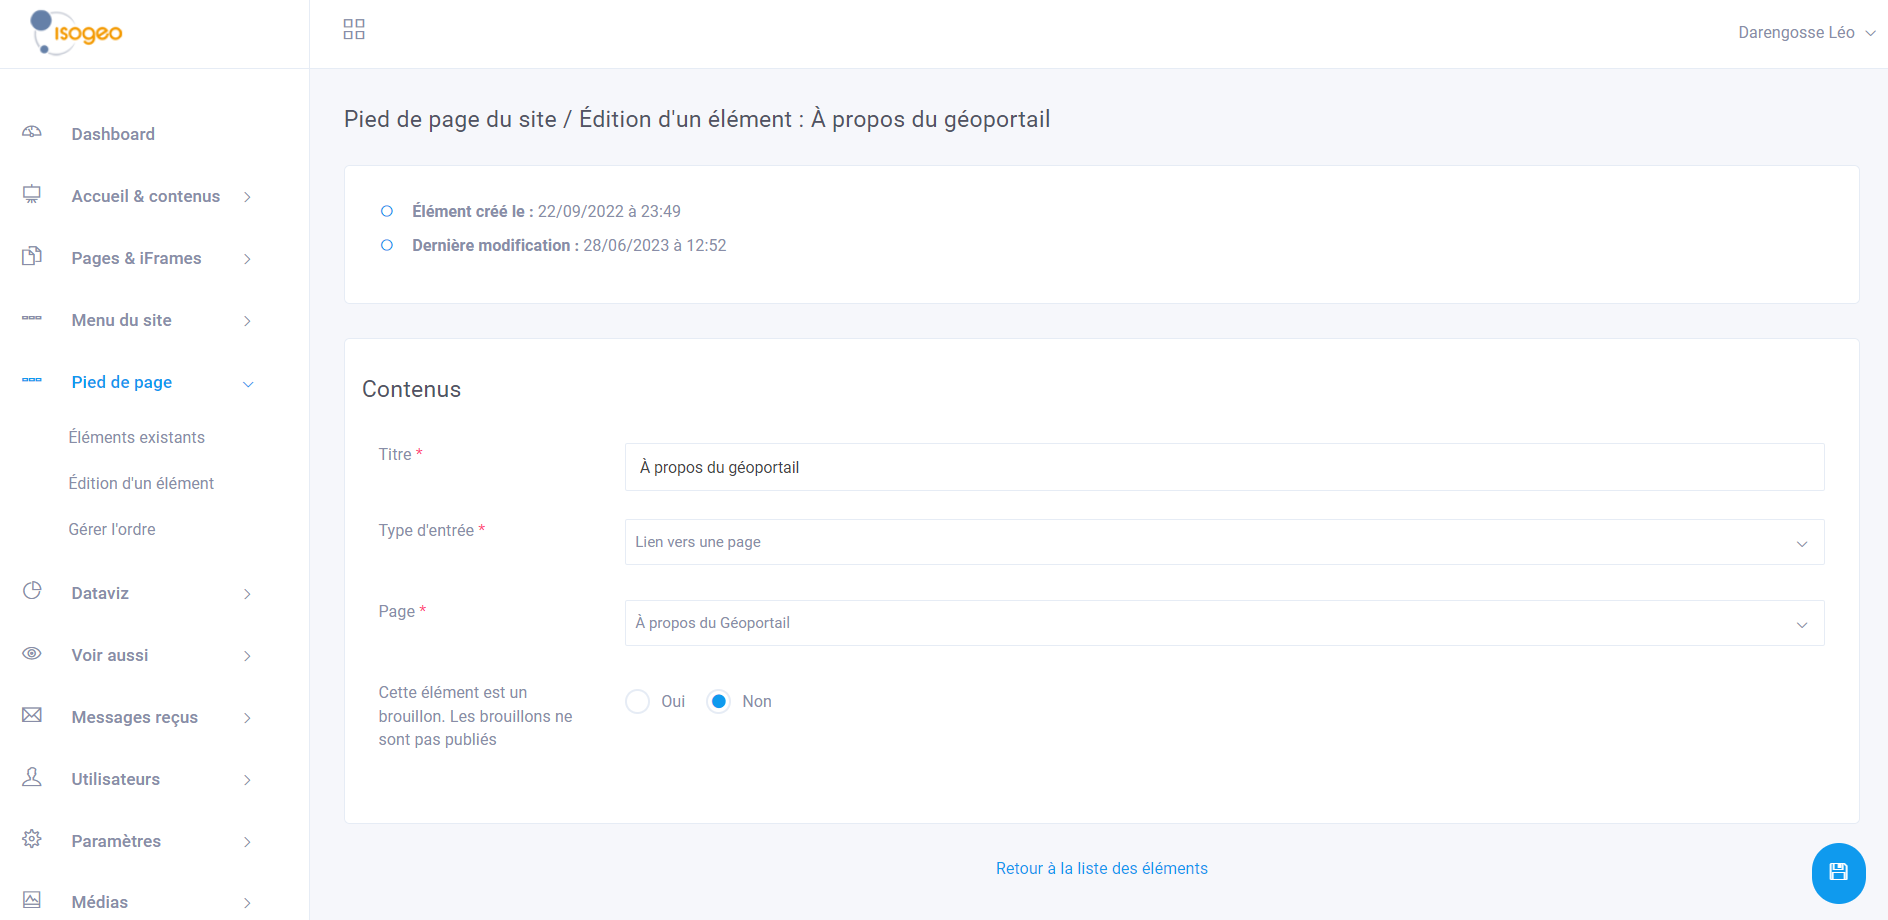 isogeo
Darengosse Léo
Dashboard
Accueil & contenus
Pages & iFrames
Menu du site
Pied de page
Éléments existants
Édition d'un élément
Gérer l'ordre
Dataviz
Voir aussi
Messages reçus
Utilisateurs
Paramètres
Médias
Pied de page du site / Édition d'un élément : À propos du géoportail
Élément créé le : 22/09/2022 à 23:49
Dernière modification : 28/06/2023 à 12:52
Contenus
Titre *
À propos du géoportail
Type d'entrée *
Lien vers une page
Page *
À propos du Géoportail
Cette élément est un
brouillon. Les brouillons ne
sont pas publiés
Oui
Non
Retour à la liste des éléments